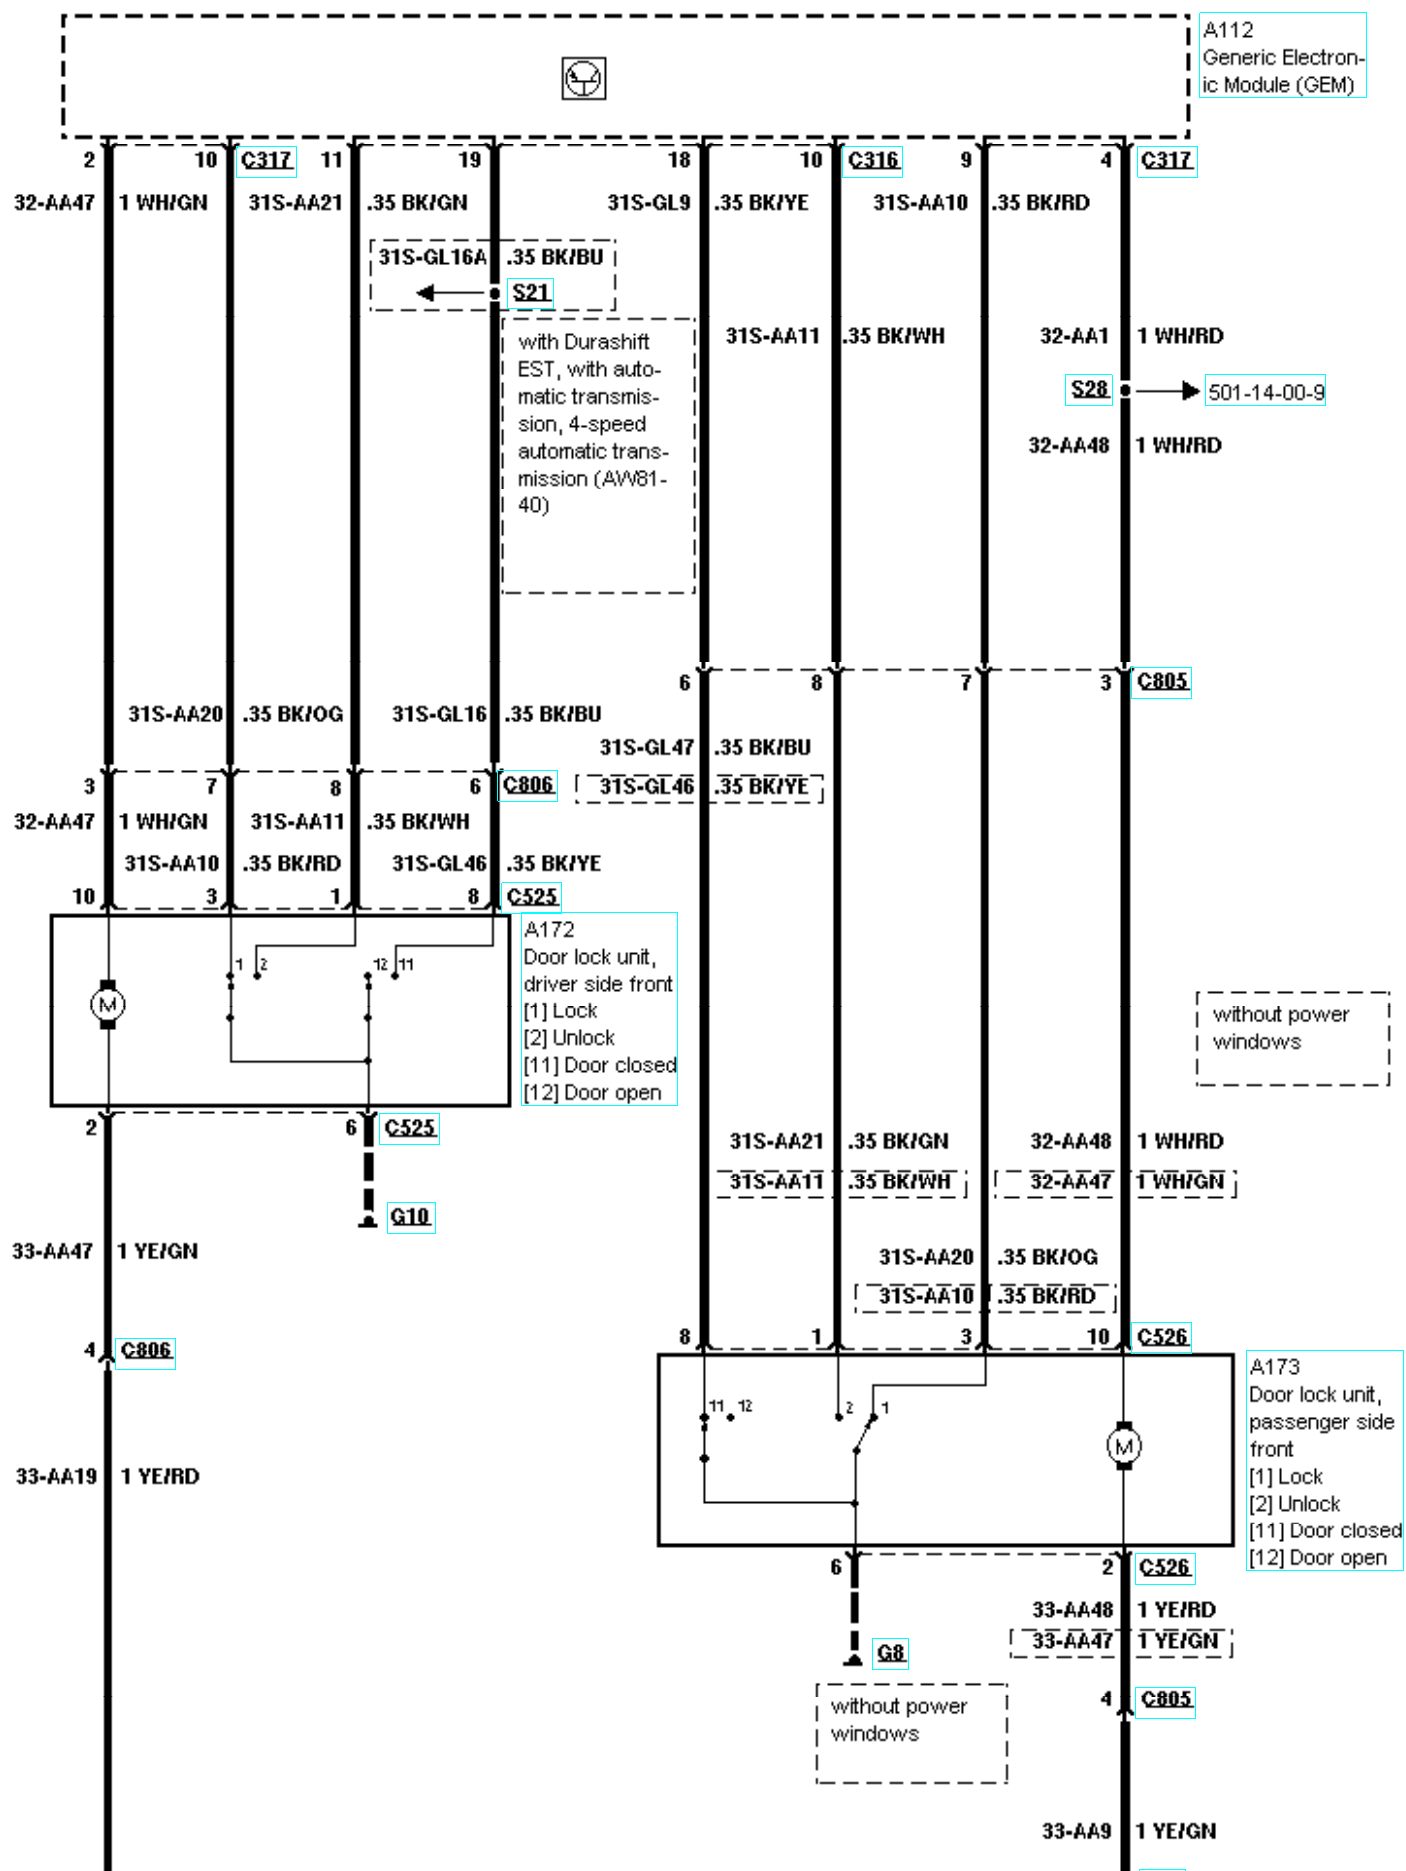 A112
Generic Electron-
ic Module (GEM)
2 10 C317 11 19 18 10 C316 9 4 C317
32-AA47 1 WH/GN 31S-AA21 .35 BK/GN 31S-GL9 .35 BK/YE 31S-AA10 .35 BK/RD
31S-GL16A .35 BK/BU
S21
with Durashift
EST, with auto-
matic transmis-
sion, 4-speed
automatic trans-
mission (AW81-
40)
31S-AA11 .35 BK/WH 32-AA1 1 WH/RD
S28 501-14-00-9
32-AA48 1 WH/RD
6 8 7 3 C805
31S-AA20 .35 BK/OG 31S-GL16 .35 BK/BU
31S-GL47 .35 BK/BU
31S-GL46 .35 BK/YE
3 7 8 6 C806
32-AA47 1 WH/GN 31S-AA11 .35 BK/WH
31S-AA10 .35 BK/RD 31S-GL46 .35 BK/YE
10 3 1 8 C525
A172
Door lock unit,
driver side front
[1] Lock
[2] Unlock
[11] Door closed
[12] Door open
1 2 12 11
M
without power
windows
2 6 C525
G10
31S-AA21 .35 BK/GN 32-AA48 1 WH/RD
31S-AA11 .35 BK/WH 32-AA47 1 WH/GN
33-AA47 1 YE/GN
31S-AA20 .35 BK/OG
31S-AA10 .35 BK/RD
4 C806
8 1 3 10 C526
A173
Door lock unit,
passenger side
front
[1] Lock
[2] Unlock
[11] Door closed
[12] Door open
11 12 2 1
M
33-AA19 1 YE/RD
6 2 C526
33-AA48 1 YE/RD
33-AA47 1 YE/GN
G8
without power
windows
4 C805
33-AA9 1 YE/GN